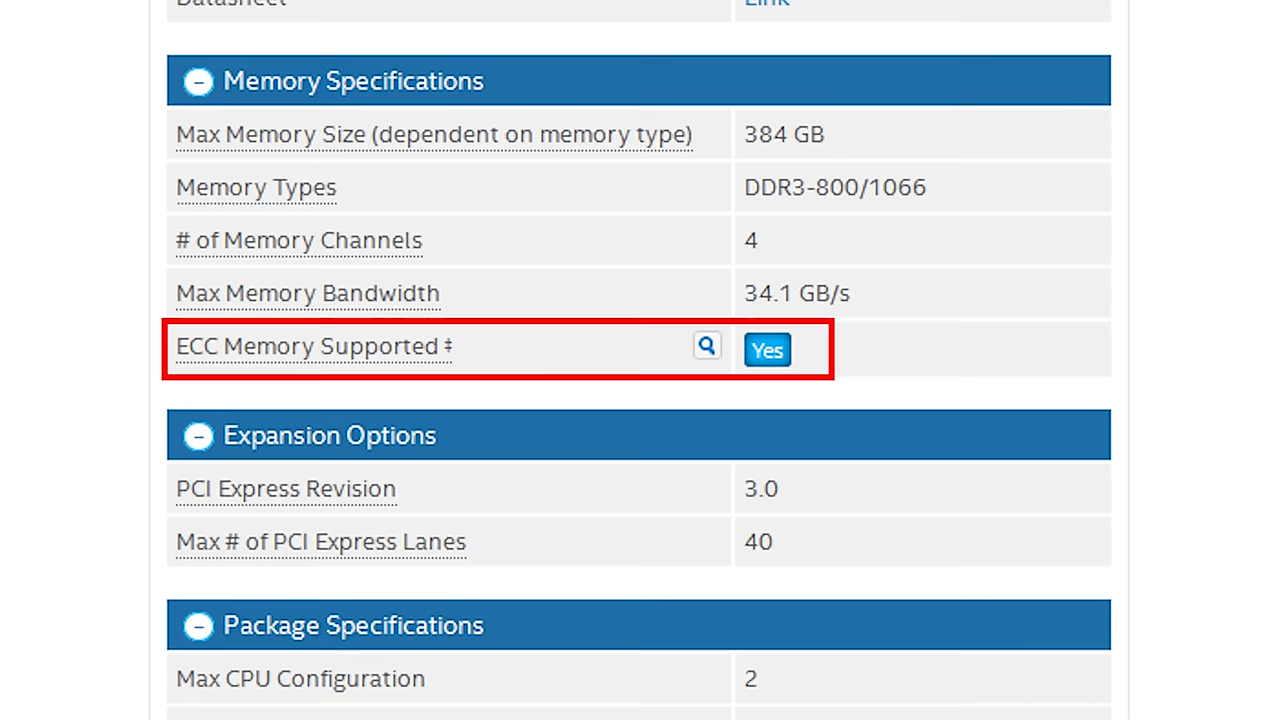 Datasheet Link
Memory Specifications
Max Memory Size (dependent on memory type) 384 GB
Memory Types DDR3-800/1066
# of Memory Channels 4
Max Memory Bandwidth 34.1 GB/s
ECC Memory Supported ‡ Yes
Expansion Options
PCI Express Revision 3.0
Max # of PCI Express Lanes 40
Package Specifications
Max CPU Configuration 2